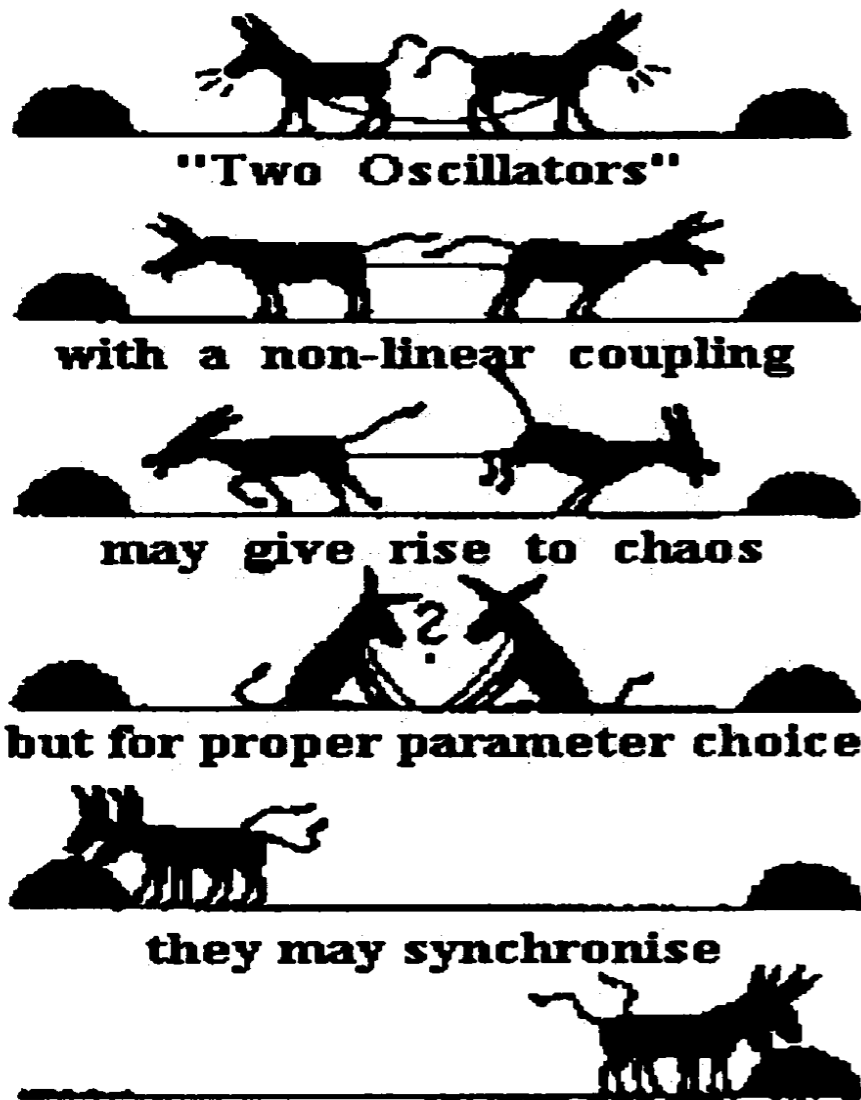 "Two Oscillators"
with a non-linear coupling
may give rise to chaos
?
but for proper parameter choice
they may synchronise